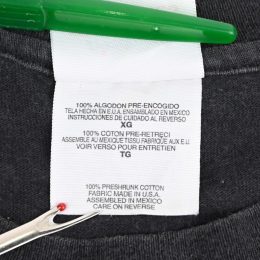 100% ALGODON PRE-ENCOGIDO
TELA HECHA EN E.U.A. ENSAMBLADO EN MEXICO
INSTRUCCIONES DE CUIDADO AL REVERSO
XG
100% COTON PRE-RETRECI
ASSEMBLE AU MEXIQUE TISSU FABRIQUE AUX E.U
VOIR VERSO POUR ENTRETIEN
TG
100% PRESHRUNK COTTON
FABRIC MADE IN U.S.A.
ASSEMBLED IN MEXICO
CARE ON REVERSE